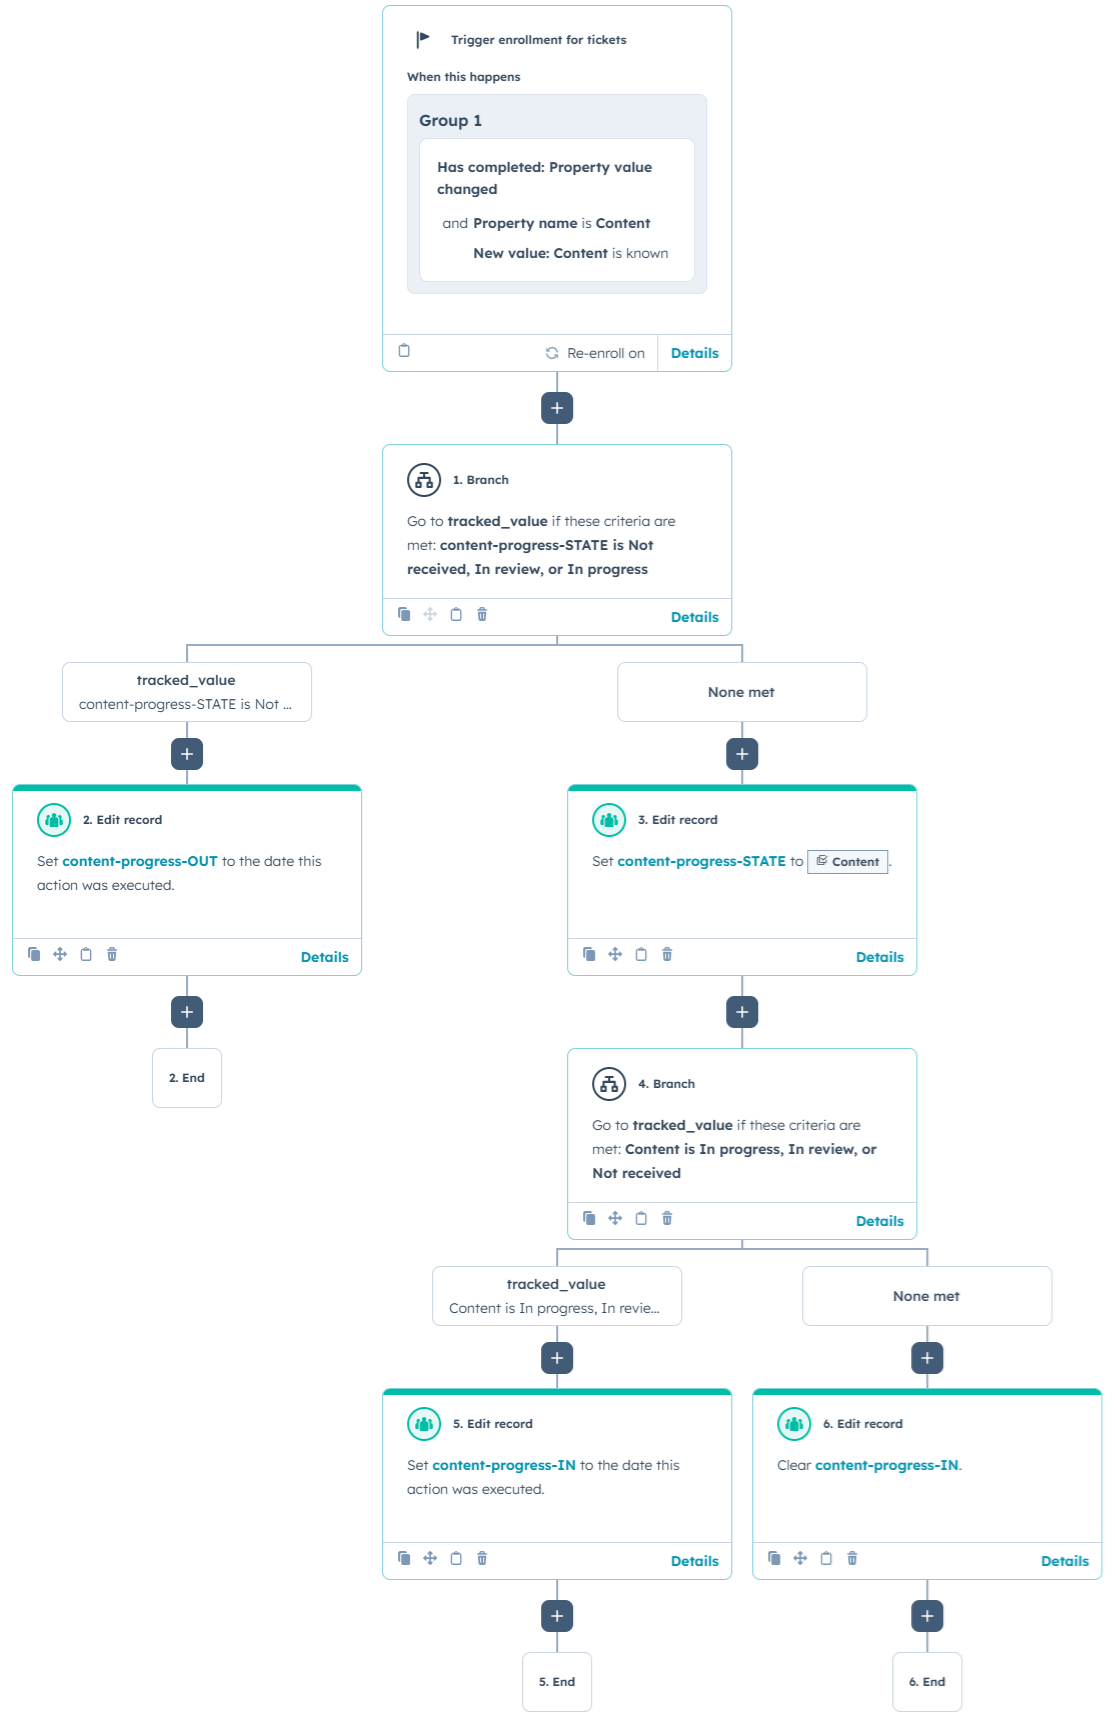 Trigger enrollment for tickets
When this happens
Group 1
Has completed: Property value
changed
and Property name is Content
New value: Content is known
Re-enroll on Details
1. Branch
Go to tracked_value if these criteria are
met: content-progress-STATE is Not
received, In review, or In progress
Details
tracked_value
content-progress-STATE is Not ...
None met
2. Edit record
Set content-progress-OUT to the date this
action was executed.
Details
2. End
3. Edit record
Set content-progress-STATE to Content.
Details
4. Branch
Go to tracked_value if these criteria are
met: Content is In progress, In review, or
Not received
Details
tracked_value
Content is In progress, In revie...
None met
5. Edit record
Set content-progress-IN to the date this
action was executed.
Details
5. End
6. Edit record
Clear content-progress-IN.
Details
6. End